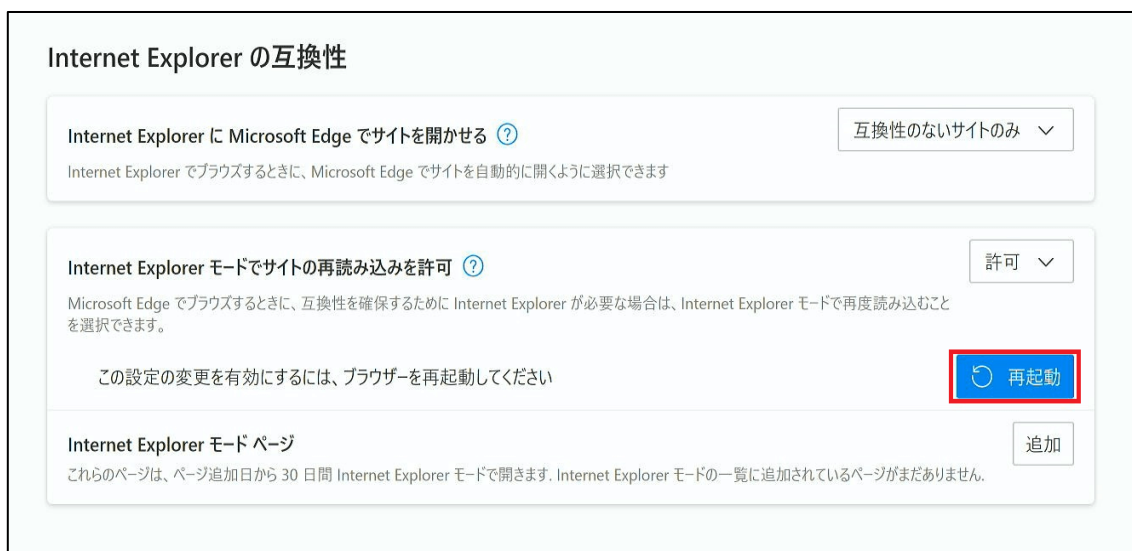 Internet Explorer の互換性
Internet Explorer に Microsoft Edge でサイトを開かせる ?
互換性のないサイトのみ
Internet Explorer でブラウズするときに、Microsoft Edge でサイトを自動的に開くように選択できます
Internet Explorer モードでサイトの再読み込みを許可 ?
許可
Microsoft Edge でブラウズするときに、互換性を確保するために Internet Explorer が必要な場合は、Internet Explorer モードで再度読み込むこと
を選択できます。
この設定の変更を有効にするには、ブラウザーを再起動してください
再起動
Internet Explorer モード ページ
追加
これらのページは、ページ追加日から 30 日間 Internet Explorer モードで開きます. Internet Explorer モードの一覧に追加されているページがまだありません.